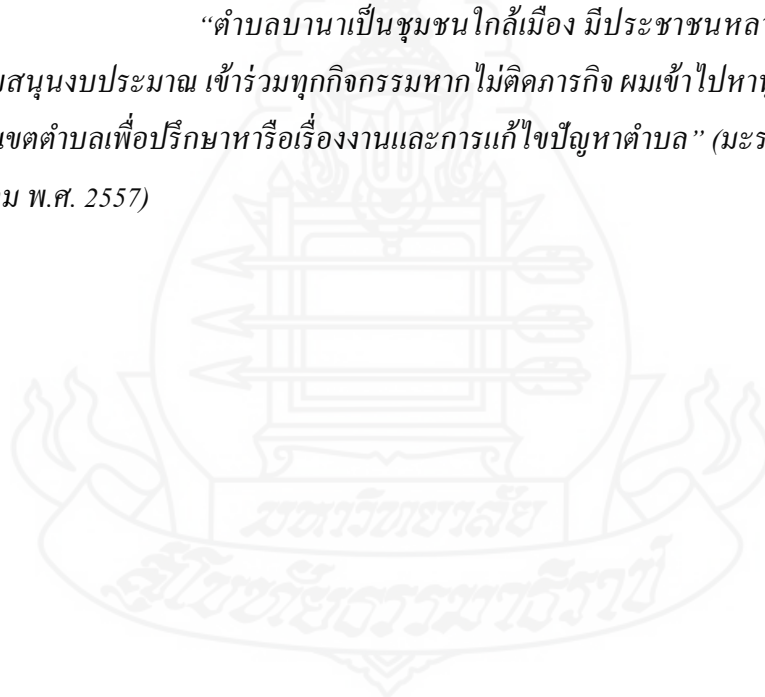 “ตำบลบานาเป็นชุมชนใกล้เมือง มีประชาชนหลา
สนุนงบประมาณ เข้าร่วมทุกกิจกรรมหากไม่ติดภารกิจ ผมเข้าไปหา
เขตตำบลเพื่อปรึกษาหารือเรื่องงานและการแก้ไขปัญหาตำบล” (มะร
ม พ.ศ. 2557)
มหาวิทยาลัย
สุโขทัยธรรมาธิราช